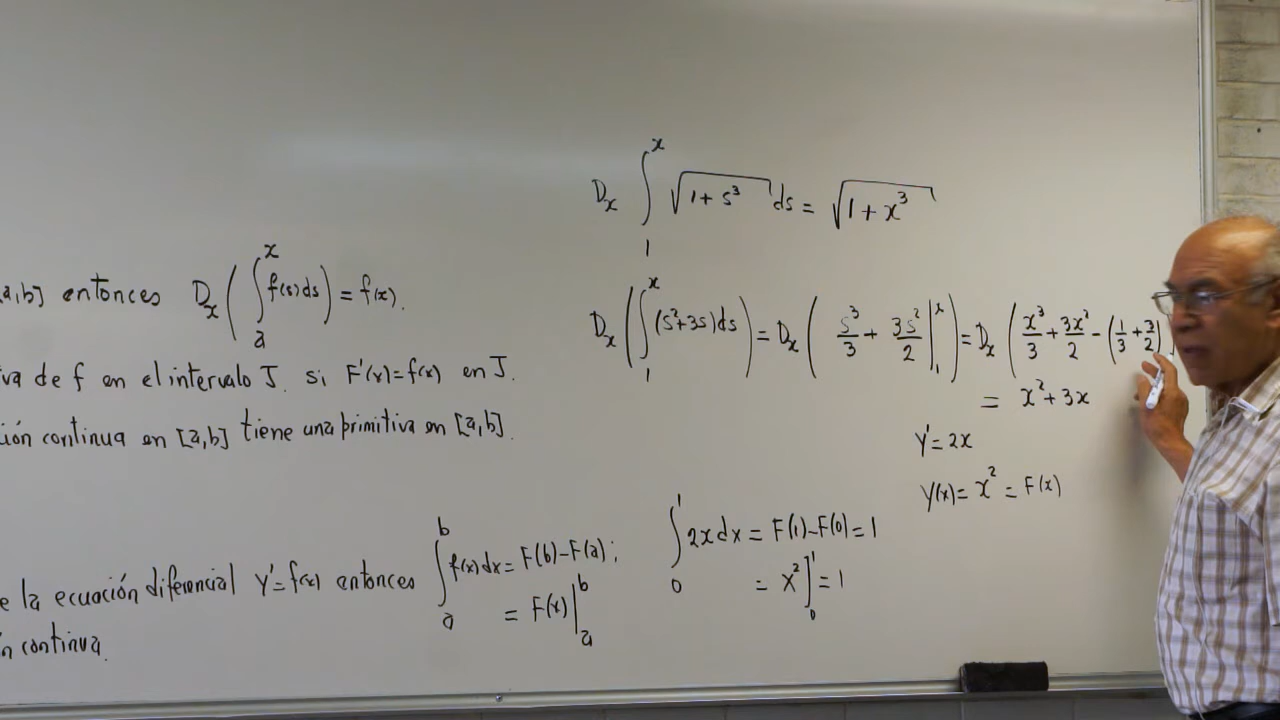 a,b] entonces D_x ( ∫_a^x f(s)ds ) = f(x).
va de f en el intervalo J. si F'(x)=f(x) en J.
ión continua en [a,b] tiene una primitiva en [a,b].
e la ecuación diferencial Y'=f(x) entonces ∫_a^b f(x)dx = F(b)-F(a);
= F(x)|_a^b
n continua.
∫_0^1 2xdx = F(1)-F(0)=1
= x²]_0^1 = 1
D_x ∫_1^x √(1+s³) ds = √(1+x³)
D_x ( ∫_1^x (s²+3s)ds ) = D_x ( s³/3 + 3s²/2 |_1^x ) = D_x ( x³/3 + 3x²/2 - (1/3 + 3/2)
= x²+3x
Y'= 2x
Y(x)= x² = F(x)